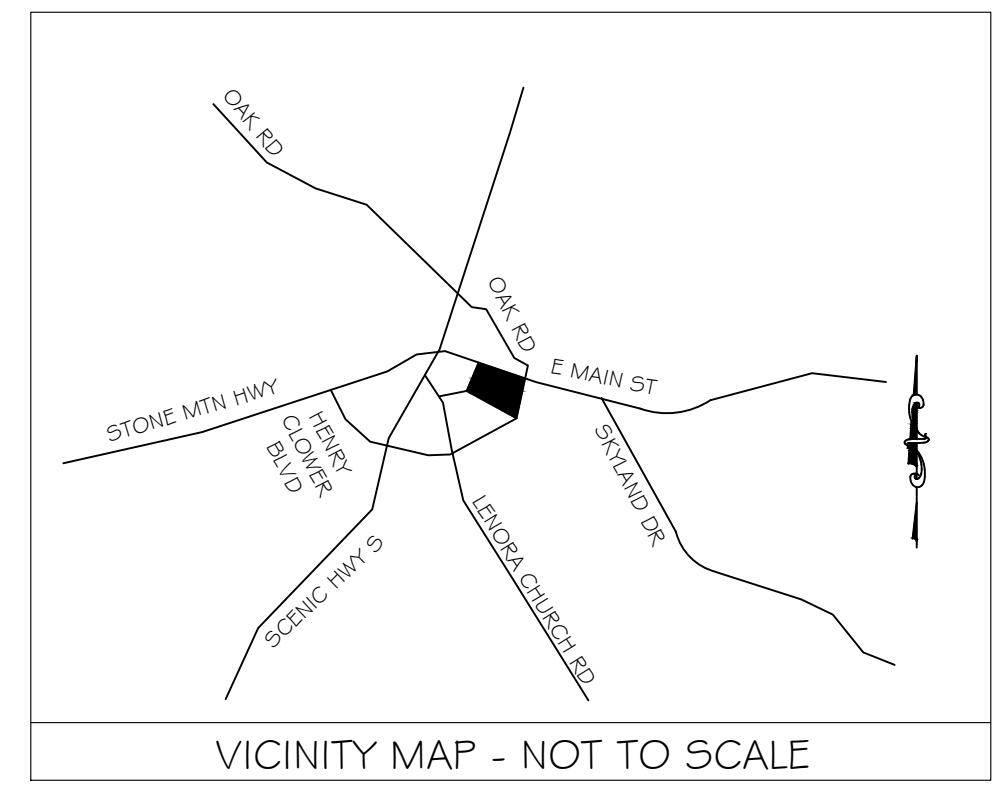 OAK RD
OAK RD
E MAIN ST
STONE MTN HWY
HENRY
CLOWER
BLVD
SKYLAND DR
LENORA CHURCH RD
SCENIC HWY S
VICINITY MAP - NOT TO SCALE